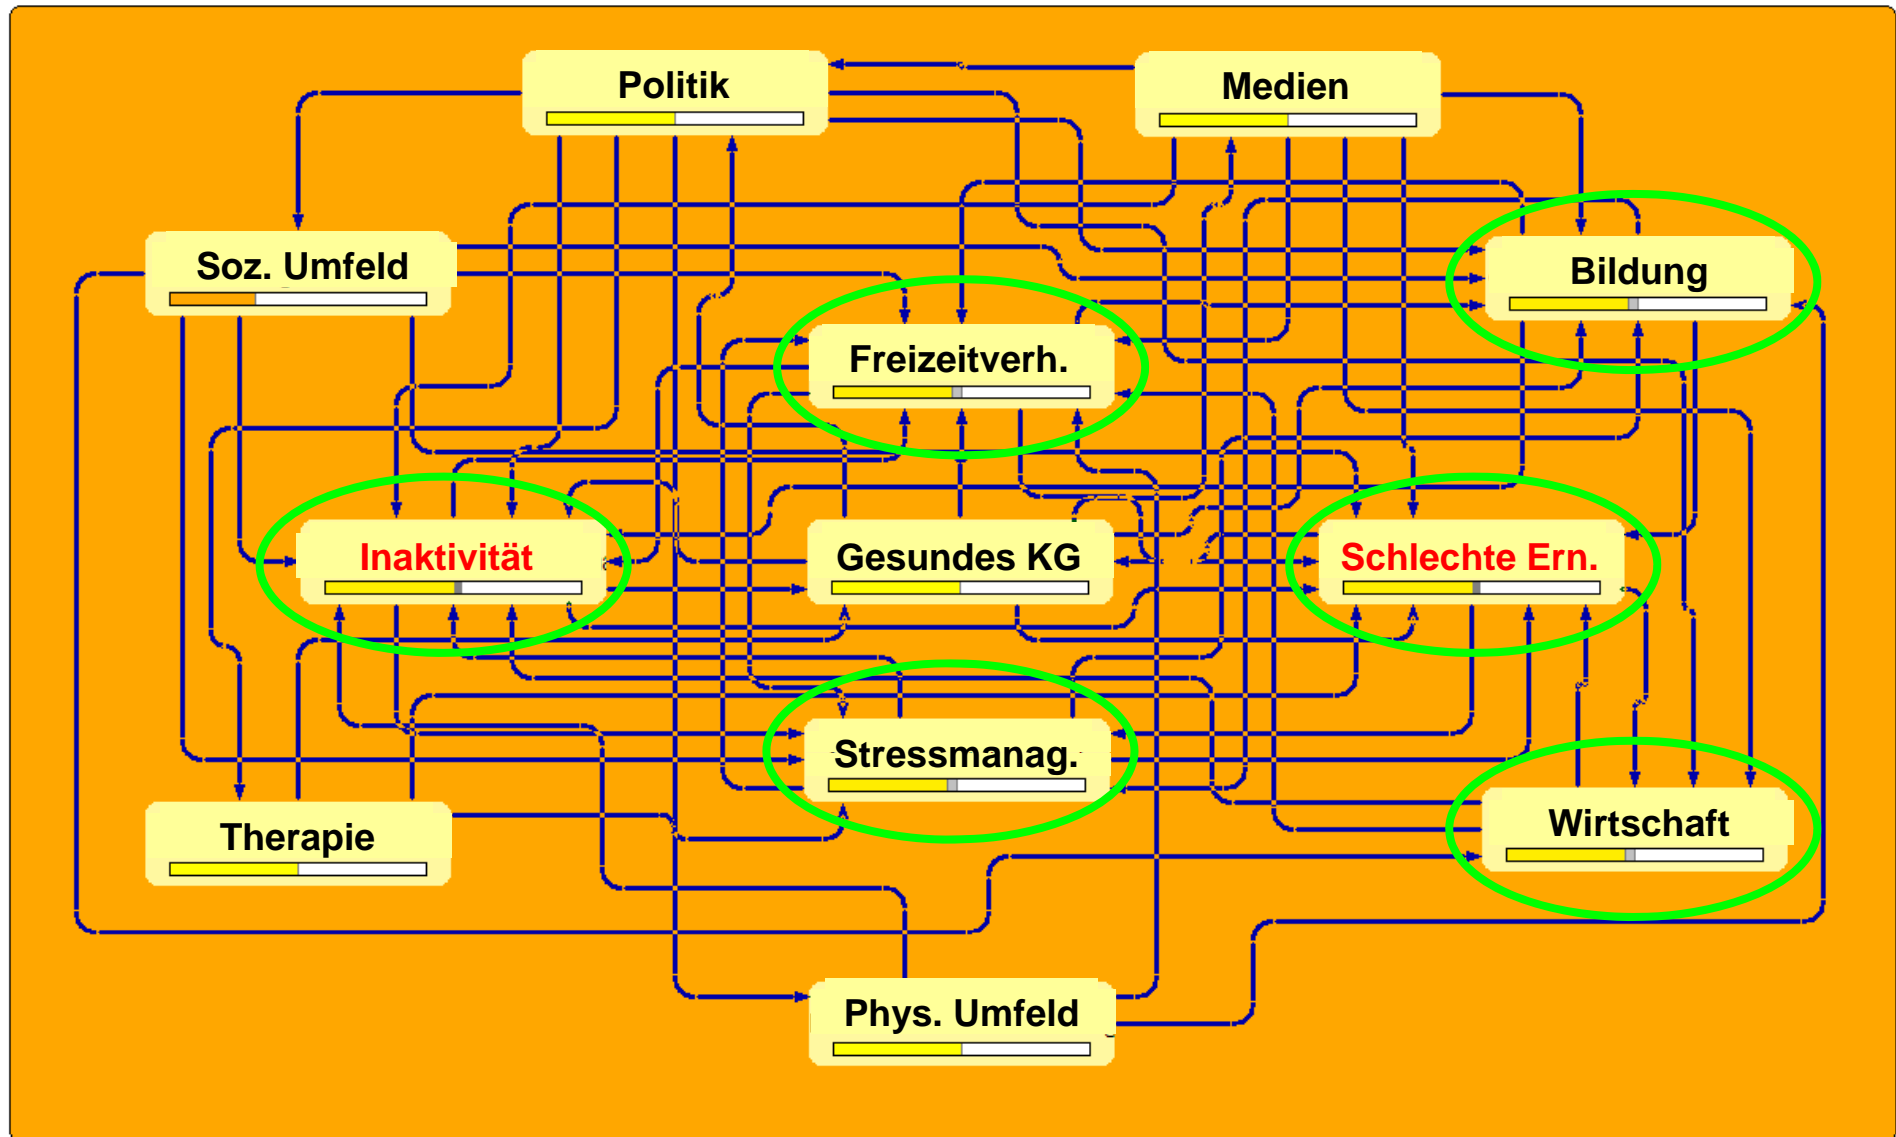 Politik
Medien
Soz. Umfeld
Bildung
Freizeitverh.
Inaktivität
Gesundes KG
Schlechte Ern.
Stressmanag.
Therapie
Wirtschaft
Phys. Umfeld